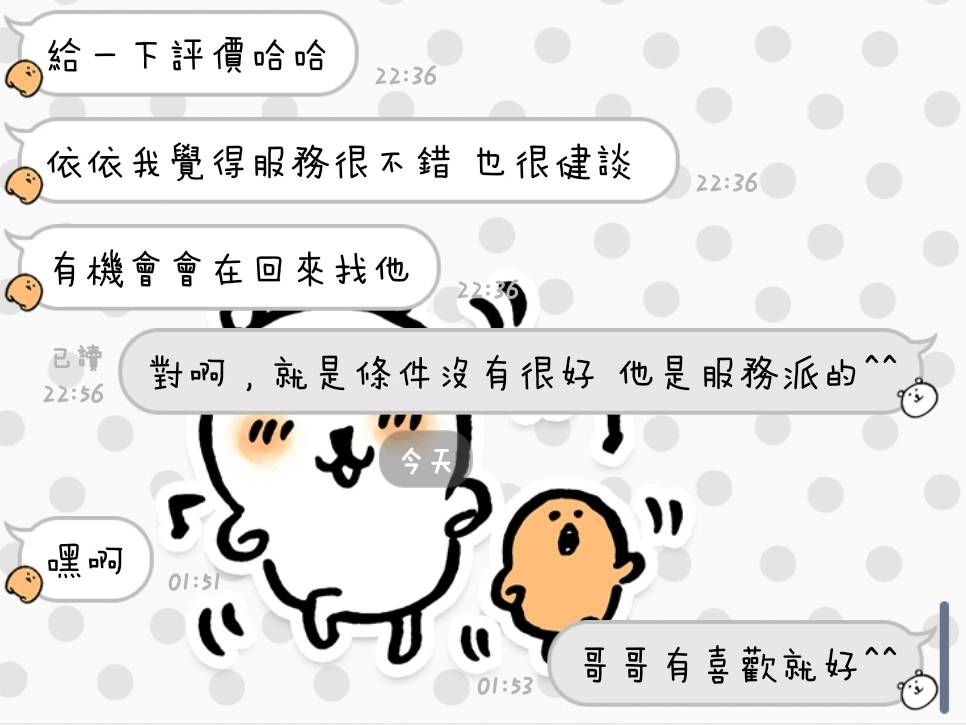 給一下評價哈哈
22:36
依依我覺得服務很不錯 也很健談
22:36
有機會會在回來找他
22:36
已讀
22:56
對啊，就是條件沒有很好 他是服務派的^^
今天
嘿啊
01:51
哥哥有喜歡就好^^
01:53